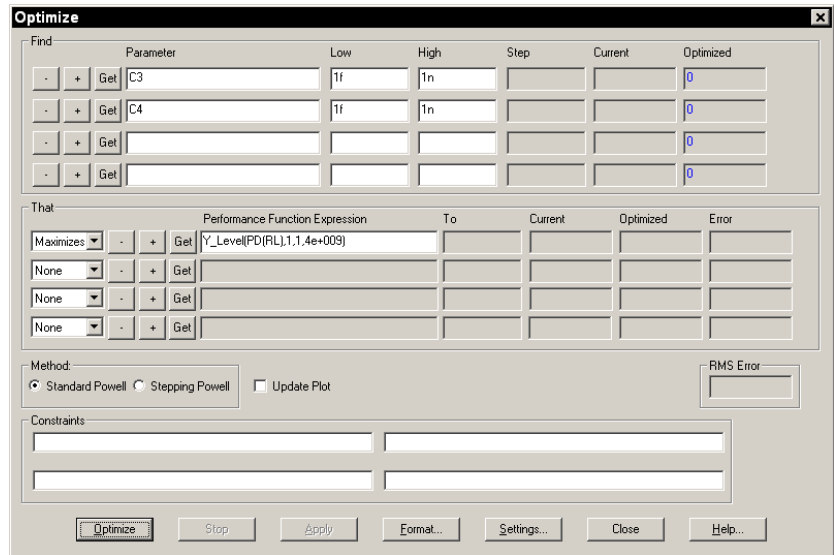 Optimize
Find
Parameter Low High Step Current Optimized
- + Get C3 1f 1n 0
- + Get C4 1f 1n 0
- + Get 0
- + Get 0
That
Performance Function Expression To Current Optimized Error
Maximizes - + Get Y_Level(PD(RL),1,1,4e+009)
None - + Get
None - + Get
None - + Get
Method: RMS Error
Standard Powell Stepping Powell Update Plot
Constraints
Optimize Stop Apply Format... Settings... Close Help...